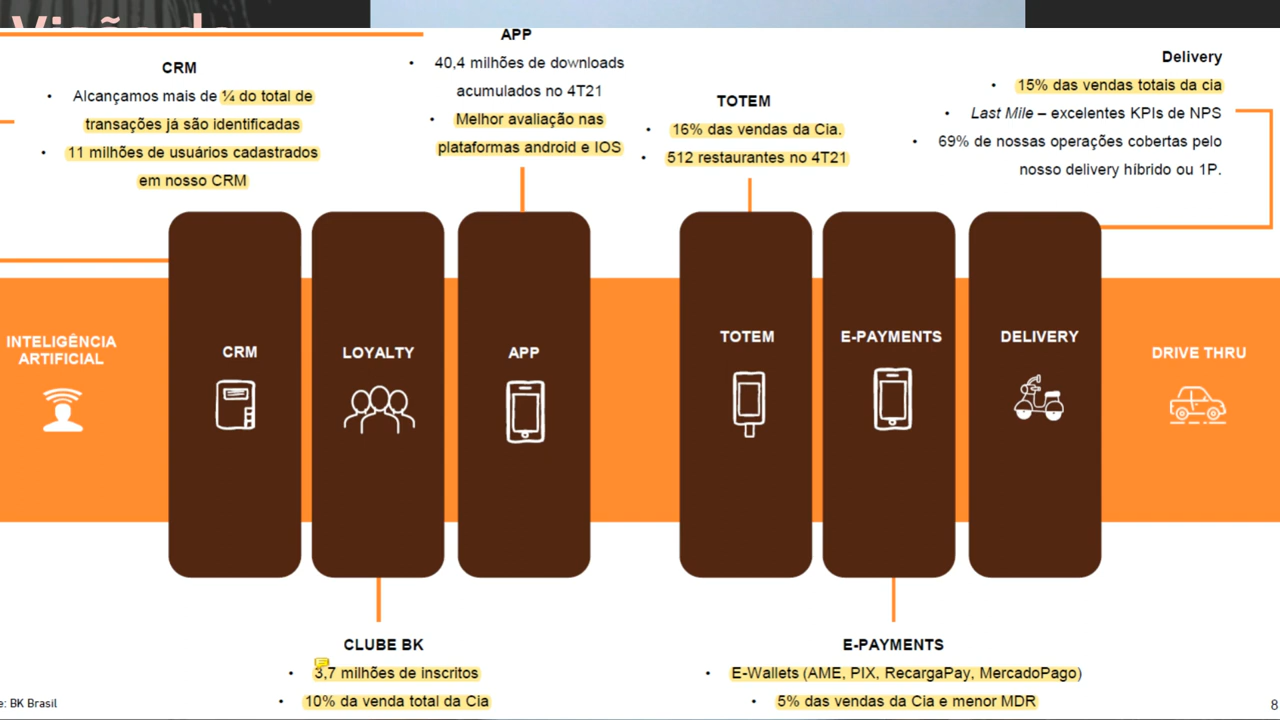 CRM
• Alcançamos mais de ¼ do total de
transações já são identificadas
• 11 milhões de usuários cadastrados
em nosso CRM
APP
• 40,4 milhões de downloads
acumulados no 4T21
• Melhor avaliação nas
plataformas android e IOS
TOTEM
• 16% das vendas da Cia.
• 512 restaurantes no 4T21
Delivery
• 15% das vendas totais da cia
• Last Mile – excelentes KPIs de NPS
• 69% de nossas operações cobertas pelo
nosso delivery híbrido ou 1P.
INTELIGÊNCIA
ARTIFICIAL
CRM
LOYALTY
APP
TOTEM
E-PAYMENTS
DELIVERY
DRIVE THRU
CLUBE BK
• 3,7 milhões de inscritos
• 10% da venda total da Cia
E-PAYMENTS
• E-Wallets (AME, PIX, RecargaPay, MercadoPago)
• 5% das vendas da Cia e menor MDR
e: BK Brasil
8